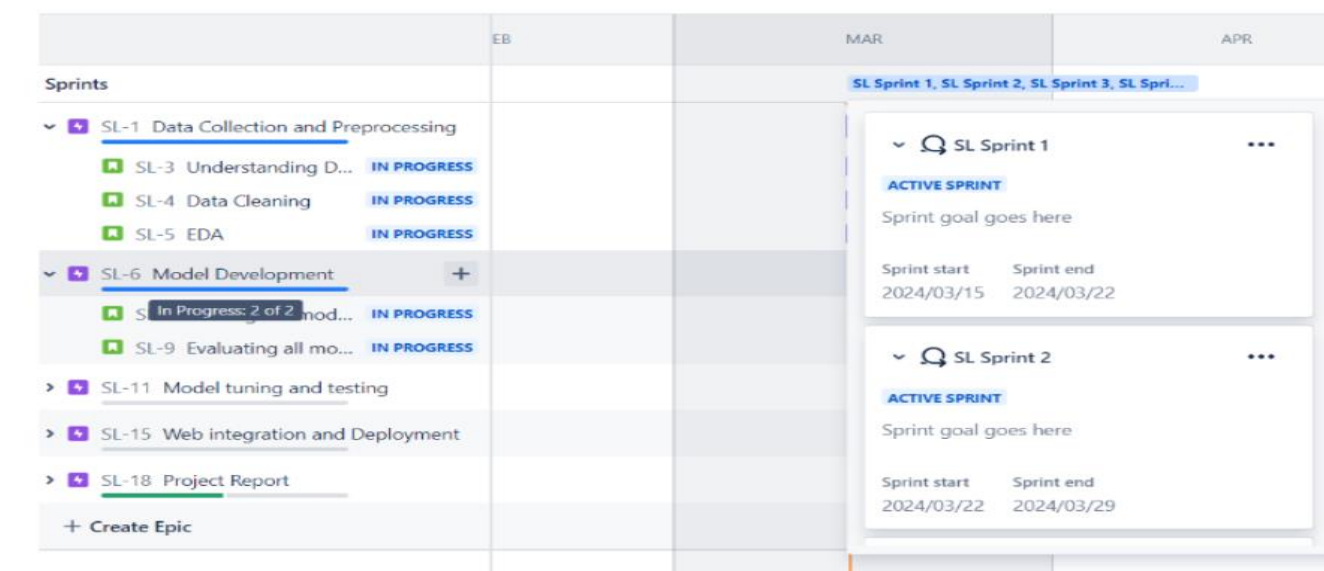 EB MAR APR
Sprints SL Sprint 1, SL Sprint 2, SL Sprint 3, SL Spri...
SL-1 Data Collection and Preprocessing
SL-3 Understanding D... IN PROGRESS
SL-4 Data Cleaning IN PROGRESS
SL-5 EDA IN PROGRESS
SL-6 Model Development +
In Progress: 2 of 2
mod... IN PROGRESS
SL-9 Evaluating all mo... IN PROGRESS
SL-11 Model tuning and testing
SL-15 Web integration and Deployment
SL-18 Project Report
+ Create Epic
SL Sprint 1 •••
ACTIVE SPRINT
Sprint goal goes here
Sprint start Sprint end
2024/03/15 2024/03/22
SL Sprint 2 •••
ACTIVE SPRINT
Sprint goal goes here
Sprint start Sprint end
2024/03/22 2024/03/29